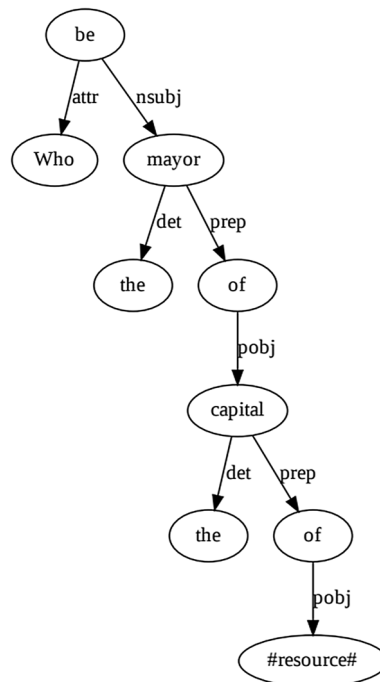 be
attr nsubj
Who mayor
det prep
the of
pobj
capital
det prep
the of
pobj
#resource#